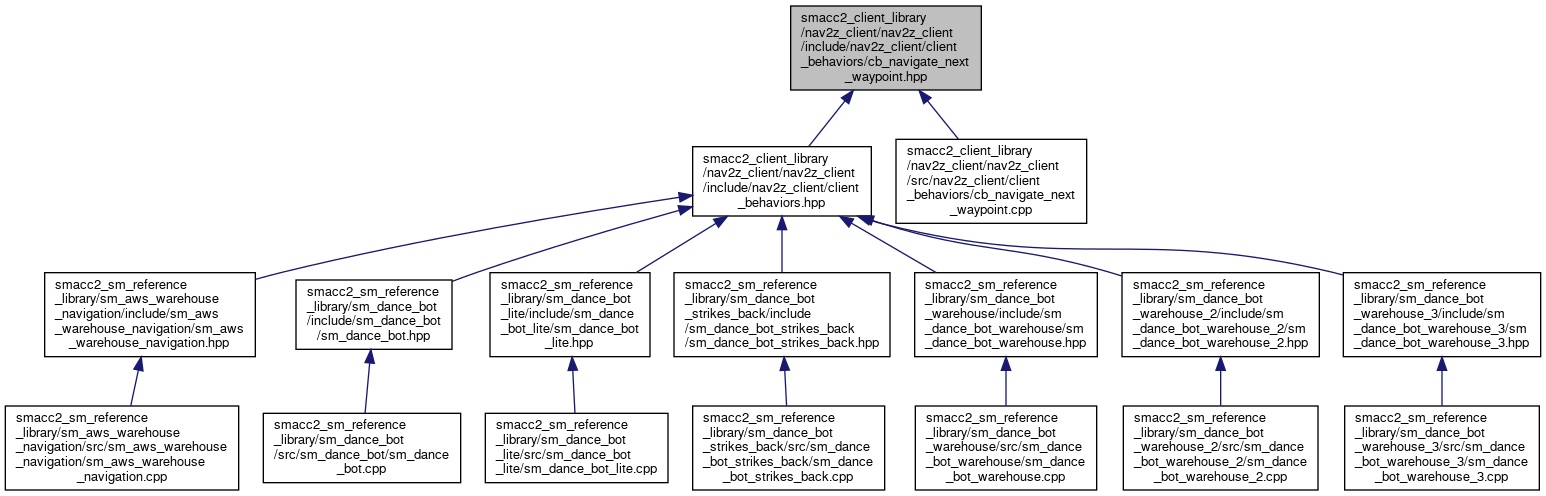 smacc2_client_library
/nav2z_client/nav2z_client
/include/nav2z_client/client
_behaviors/cb_navigate_next
_waypoint.hpp
smacc2_client_library
/nav2z_client/nav2z_client
/include/nav2z_client/client
_behaviors.hpp
smacc2_client_library
/nav2z_client/nav2z_client
/src/nav2z_client/client
_behaviors/cb_navigate_next
_waypoint.cpp
smacc2_sm_reference
_library/sm_aws_warehouse
_navigation/include/sm_aws
_warehouse_navigation/sm_aws
_warehouse_navigation.hpp
smacc2_sm_reference
_library/sm_dance_bot
/include/sm_dance_bot
/sm_dance_bot.hpp
smacc2_sm_reference
_library/sm_dance_bot
_lite/include/sm_dance
_bot_lite/sm_dance_bot
_lite.hpp
smacc2_sm_reference
_library/sm_dance_bot
_strikes_back/include
/sm_dance_bot_strikes_back
/sm_dance_bot_strikes_back.hpp
smacc2_sm_reference
_library/sm_dance_bot
_warehouse/include/sm
_dance_bot_warehouse/sm
_dance_bot_warehouse.hpp
smacc2_sm_reference
_library/sm_dance_bot
_warehouse_2/include/sm
_dance_bot_warehouse_2/sm
_dance_bot_warehouse_2.hpp
smacc2_sm_reference
_library/sm_dance_bot
_warehouse_3/include/sm
_dance_bot_warehouse_3/sm
_dance_bot_warehouse_3.hpp
smacc2_sm_reference
_library/sm_aws_warehouse
_navigation/src/sm_aws_warehouse
_navigation/sm_aws_warehouse
_navigation.cpp
smacc2_sm_reference
_library/sm_dance_bot
/src/sm_dance_bot/sm_dance
_bot.cpp
smacc2_sm_reference
_library/sm_dance_bot
_lite/src/sm_dance_bot
_lite/sm_dance_bot_lite.cpp
smacc2_sm_reference
_library/sm_dance_bot
_strikes_back/src/sm_dance
_bot_strikes_back/sm_dance
_bot_strikes_back.cpp
smacc2_sm_reference
_library/sm_dance_bot
_warehouse/src/sm_dance
_bot_warehouse/sm_dance
_bot_warehouse.cpp
smacc2_sm_reference
_library/sm_dance_bot
_warehouse_2/src/sm_dance
_bot_warehouse_2/sm_dance
_bot_warehouse_2.cpp
smacc2_sm_reference
_library/sm_dance_bot
_warehouse_3/src/sm_dance
_bot_warehouse_3/sm_dance
_bot_warehouse_3.cpp